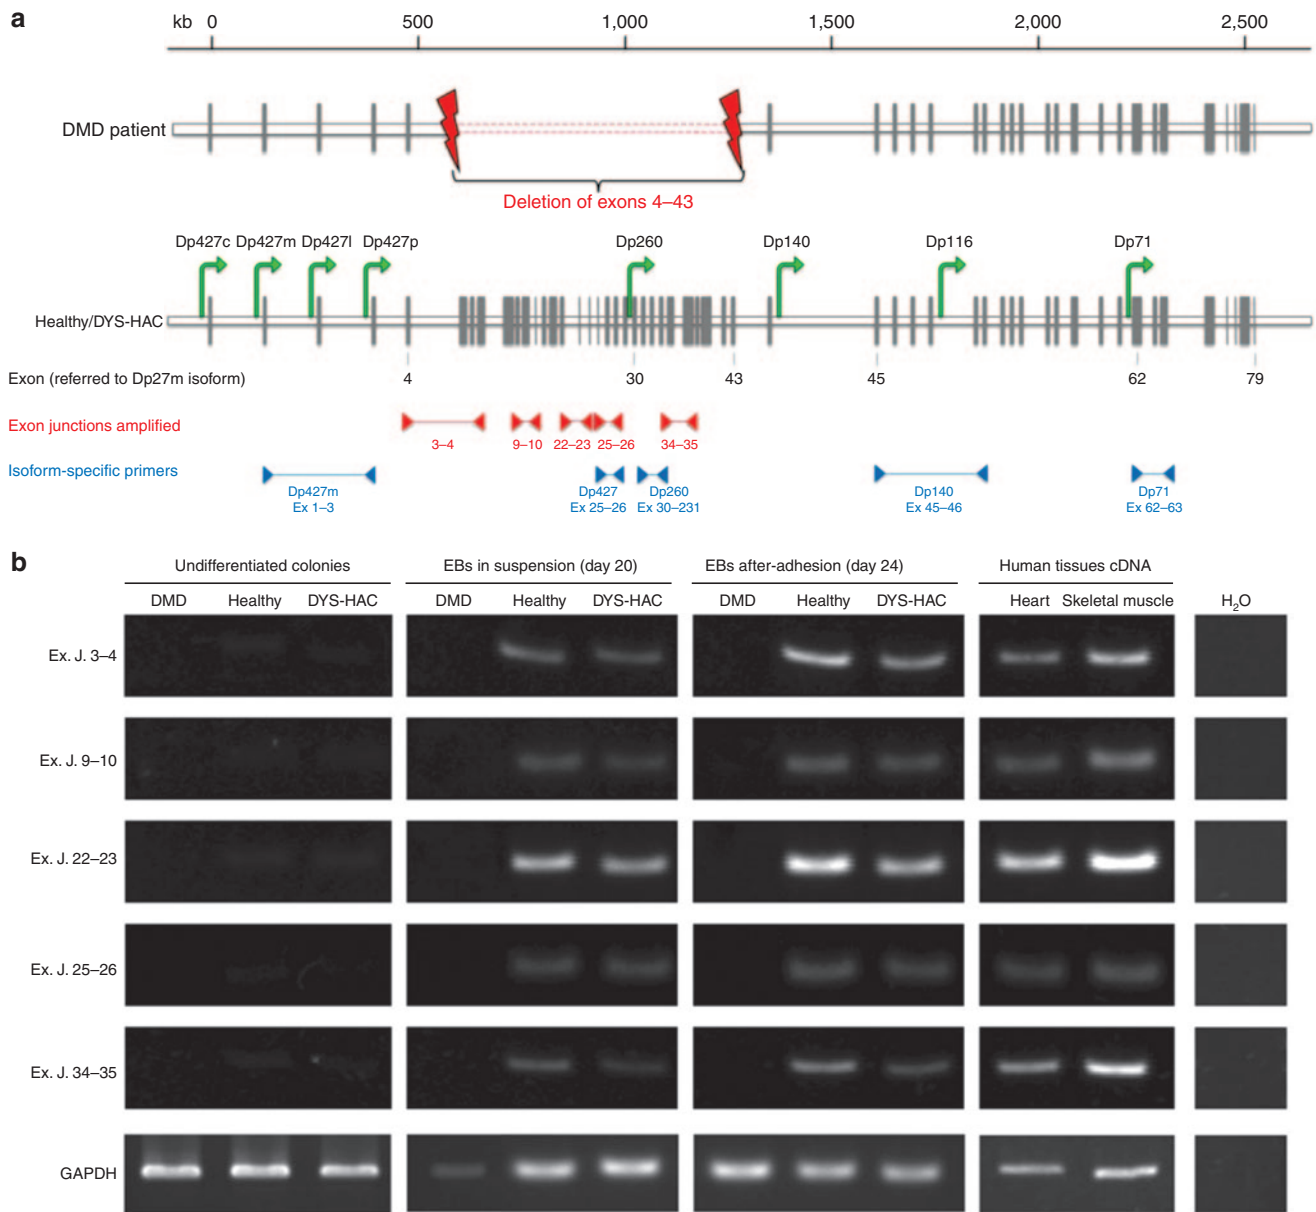 a
kb 0 500 1,000 1,500 2,000 2,500
DMD patient
Deletion of exons 4–43
Dp427c Dp427m Dp427l Dp427p Dp260 Dp140 Dp116 Dp71
Healthy/DYS-HAC
Exon (referred to Dp27m isoform) 4 30 43 45 62 79
Exon junctions amplified
3–4 9–10 22–23 25–26 34–35
Isoform-specific primers
Dp427m Dp427 Dp260 Dp140 Dp71
Ex 1–3 Ex 25–26 Ex 30–231 Ex 45–46 Ex 62–63
b
Undifferentiated colonies EBs in suspension (day 20) EBs after-adhesion (day 24) Human tissues cDNA
DMD Healthy DYS-HAC DMD Healthy DYS-HAC DMD Healthy DYS-HAC Heart Skeletal muscle H₂O
Ex. J. 3–4
Ex. J. 9–10
Ex. J. 22–23
Ex. J. 25–26
Ex. J. 34–35
GAPDH